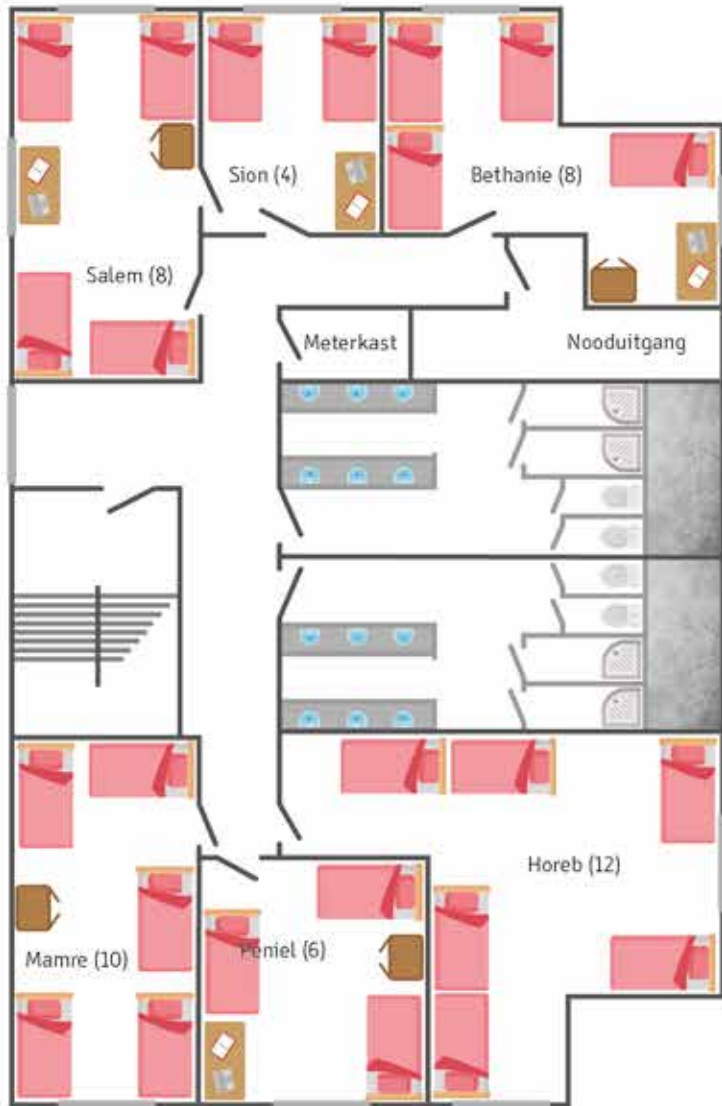 Sion (4)
Bethanie (8)
Salem (8)
Meterkast
Nooduitgang
Horeb (12)
Mamre (10)
Peniel (6)